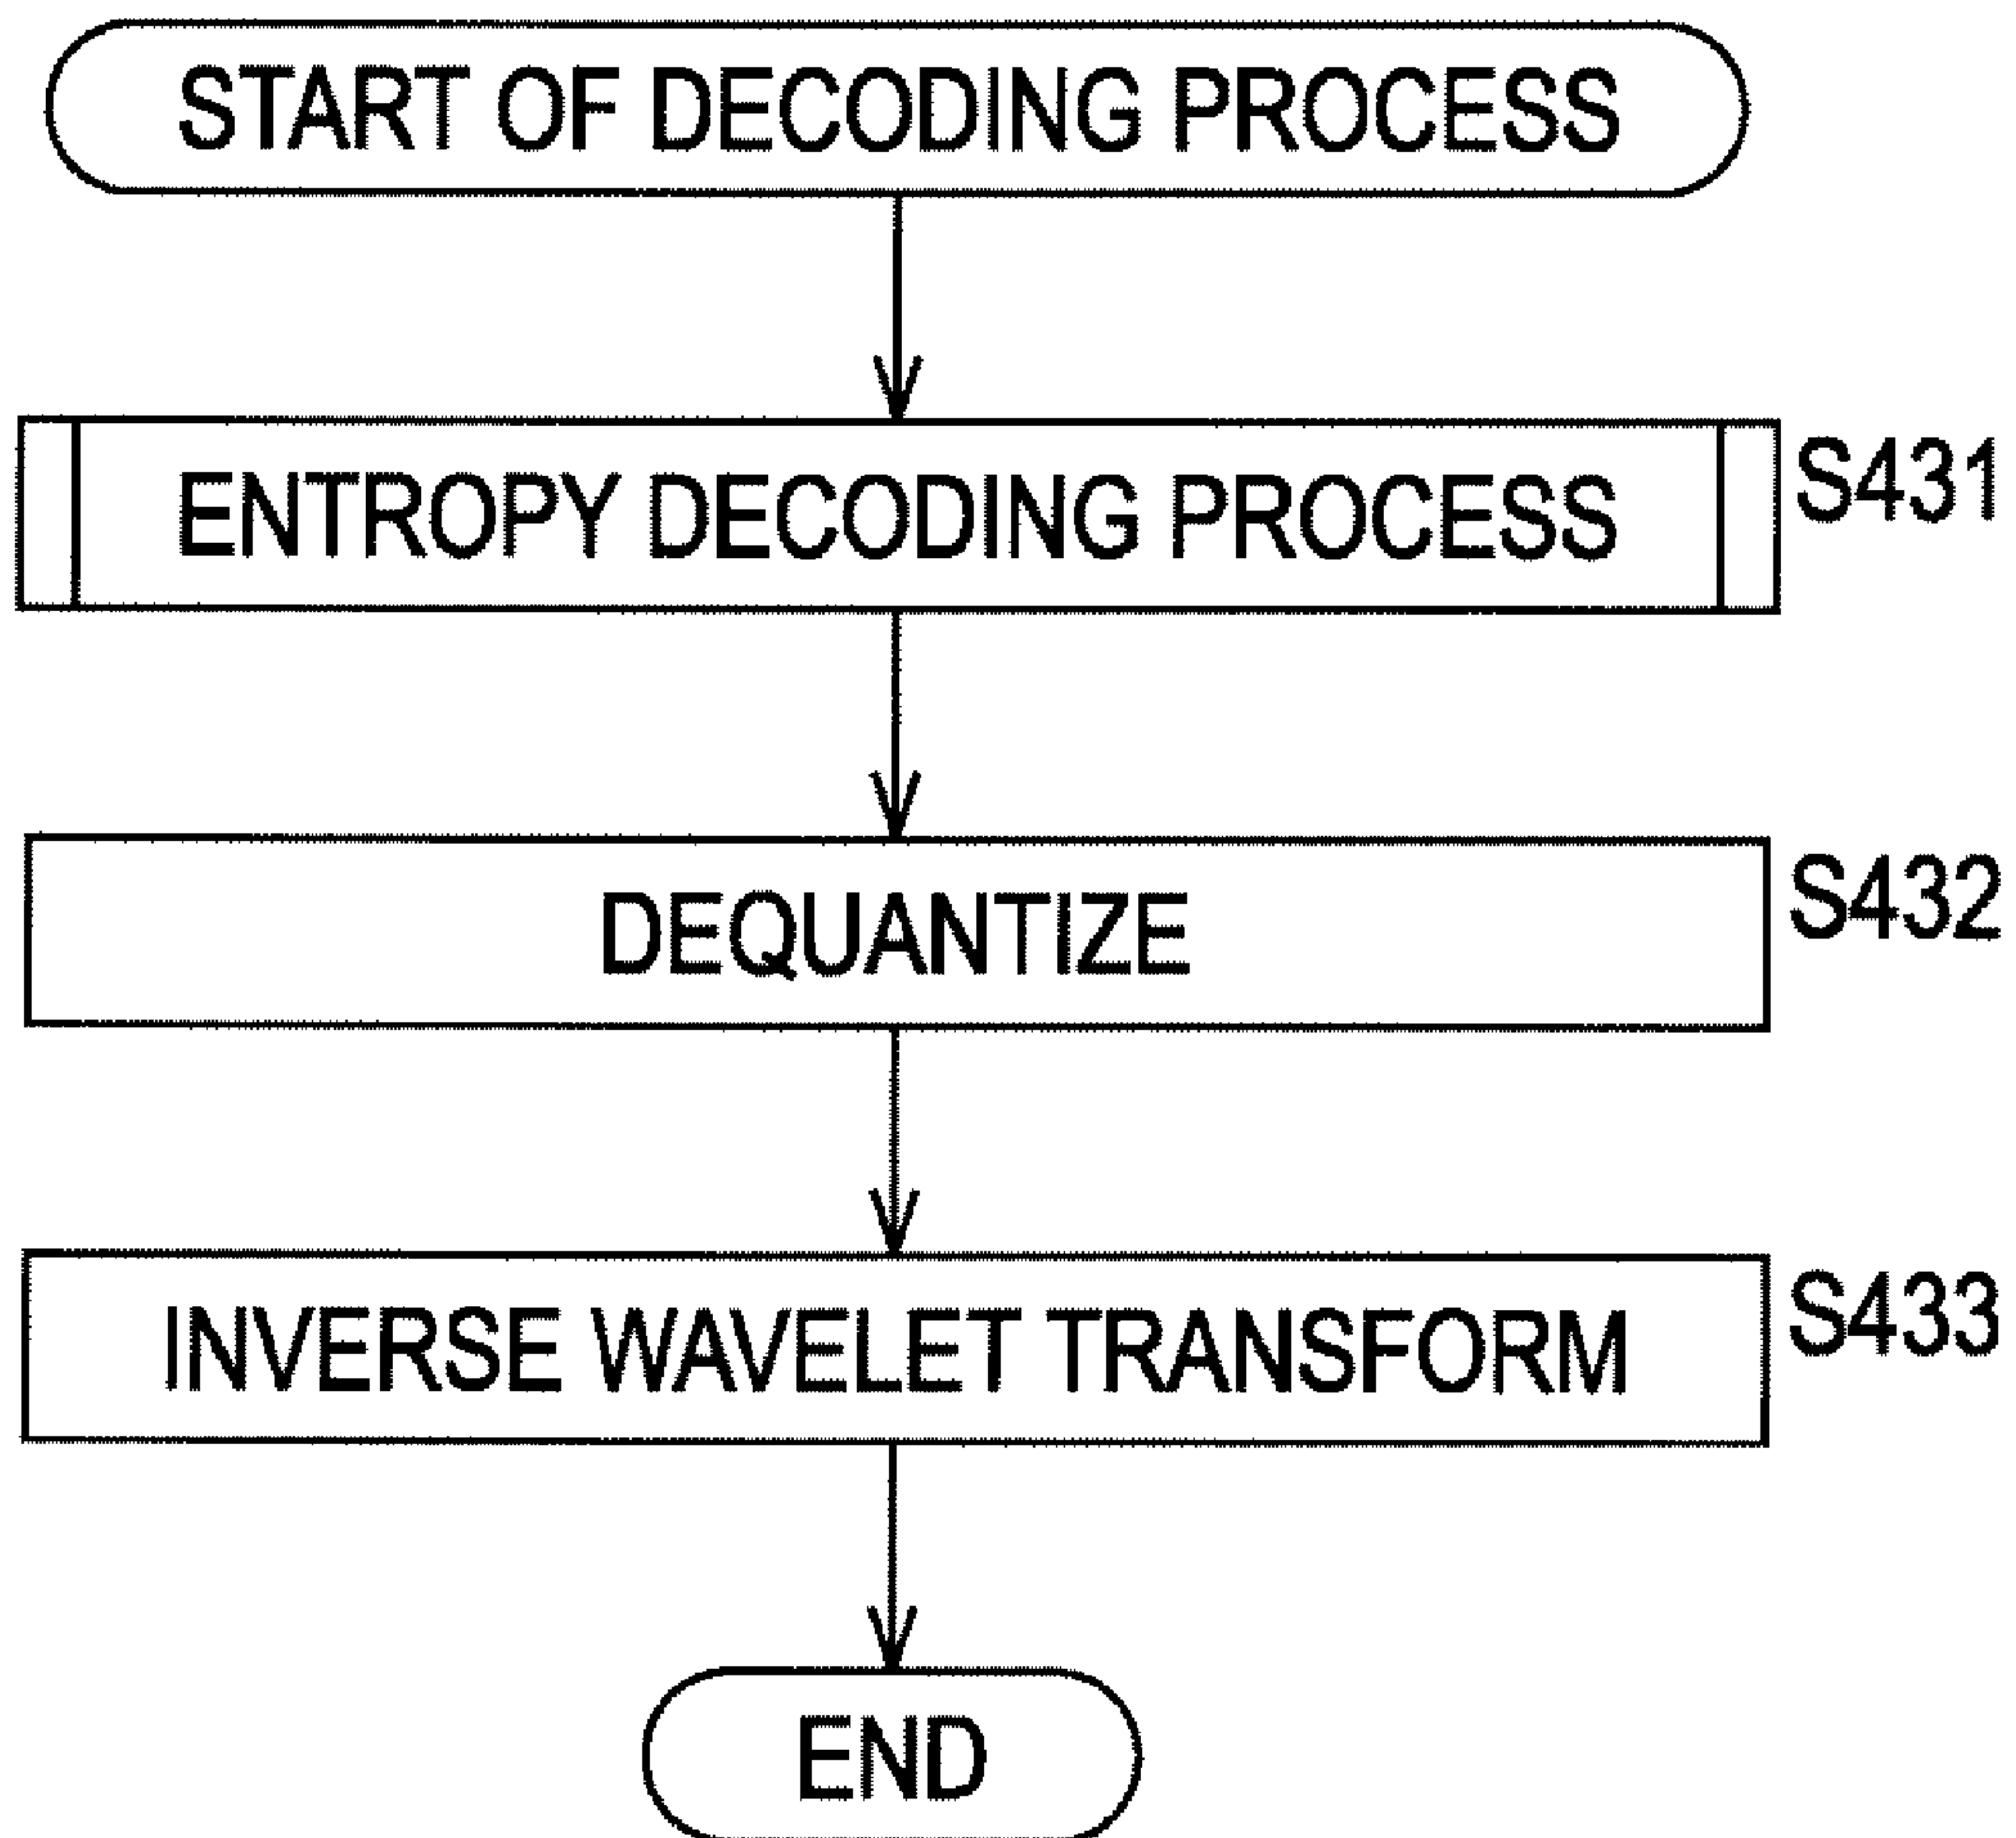 START OF DECODING PROCESS
ENTROPY DECODING PROCESS
S431
DEQUANTIZE
S432
INVERSE WAVELET TRANSFORM
S433
END